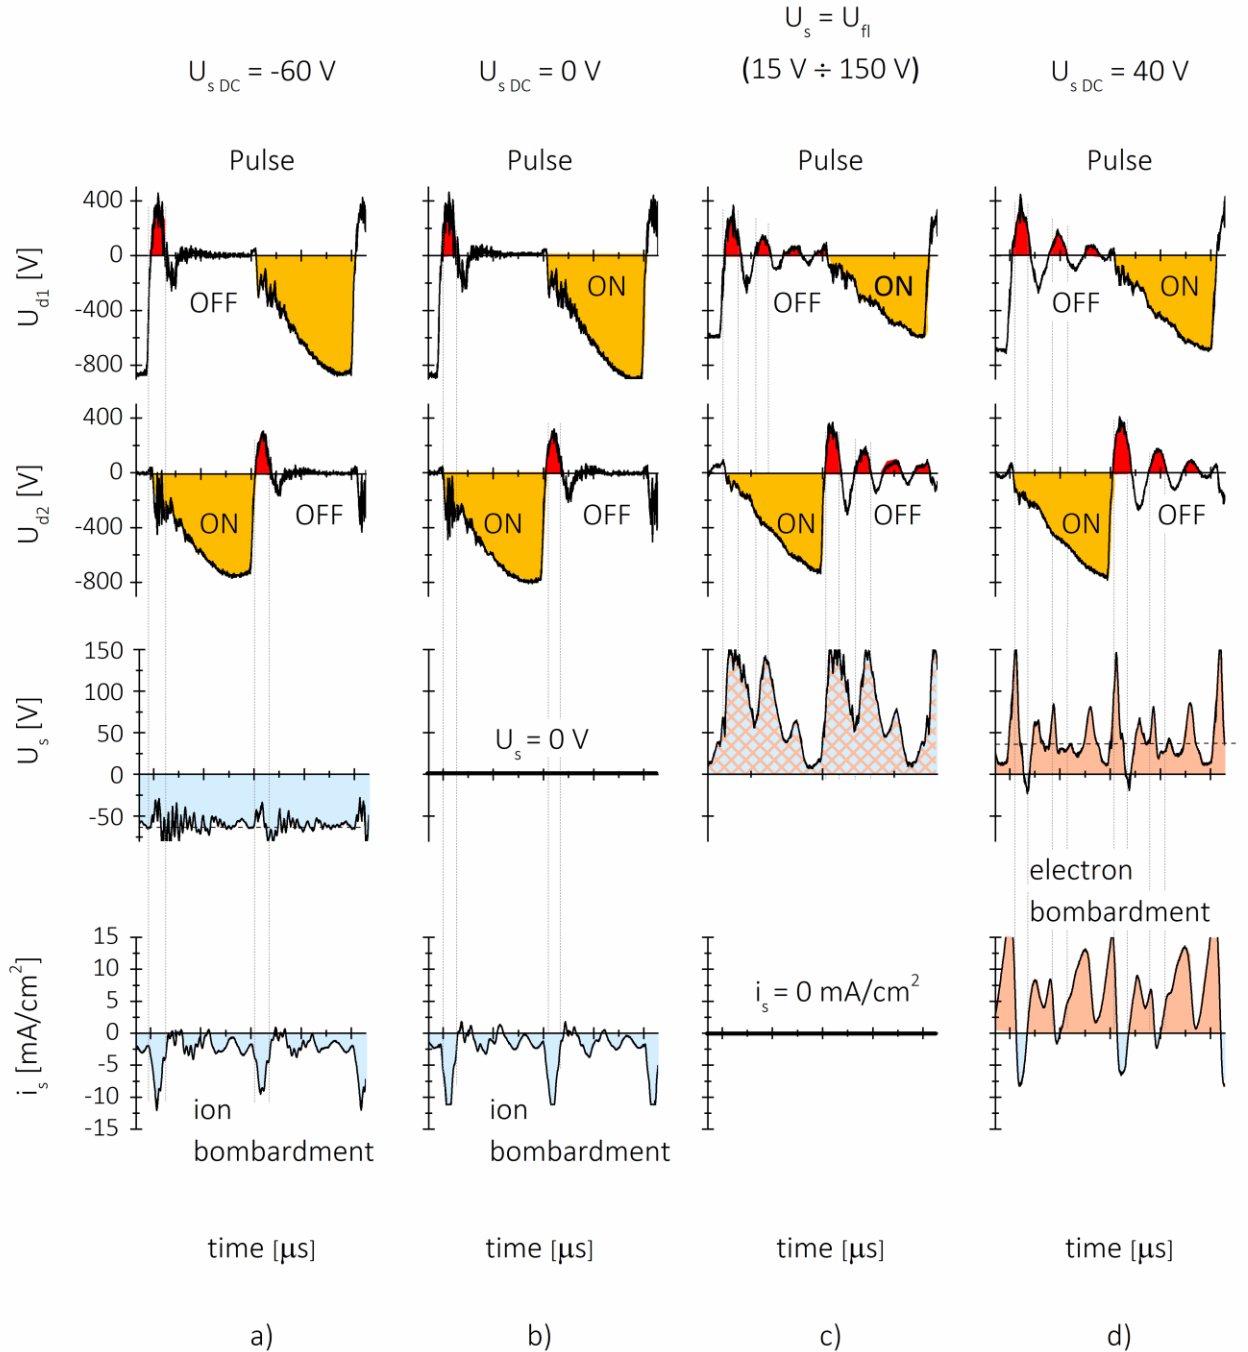 U_s = U_fl
U_s DC = -60 V U_s DC = 0 V (15 V ÷ 150 V) U_s DC = 40 V
Pulse Pulse Pulse Pulse
U_d1 [V]
400
0
-400
-800
OFF ON OFF ON OFF ON
U_d2 [V]
400
0
-400
-800
ON OFF ON OFF ON OFF ON OFF
U_s [V]
150
100
50
0
-50
U_s = 0 V
electron
bombardment
i_s [mA/cm²]
15
10
5
0
-5
-10
-15
i_s = 0 mA/cm²
ion ion
bombardment bombardment
time [μs] time [μs] time [μs] time [μs]
a) b) c) d)